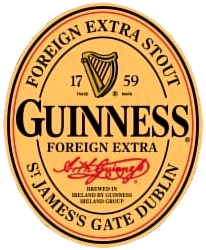 FOREIGN EXTRA STOUT
17 59
TRADE MARK
GUINNESS®
FOREIGN EXTRA
BREWED IN
IRELAND BY GUINNESS
IRELAND GROUP
ST. JAMES'S GATE DUBLIN